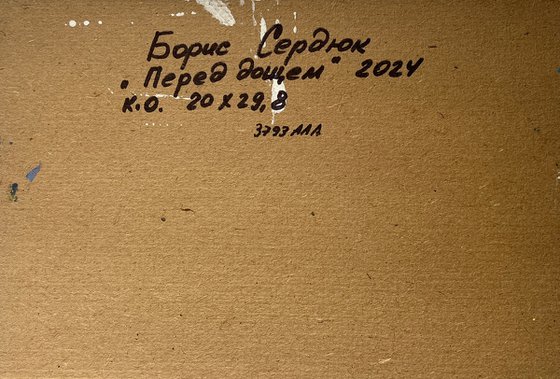 Борис Сердюк
„Перед дощем" 2024
К.О. 20 х 29,8
3793 ААА